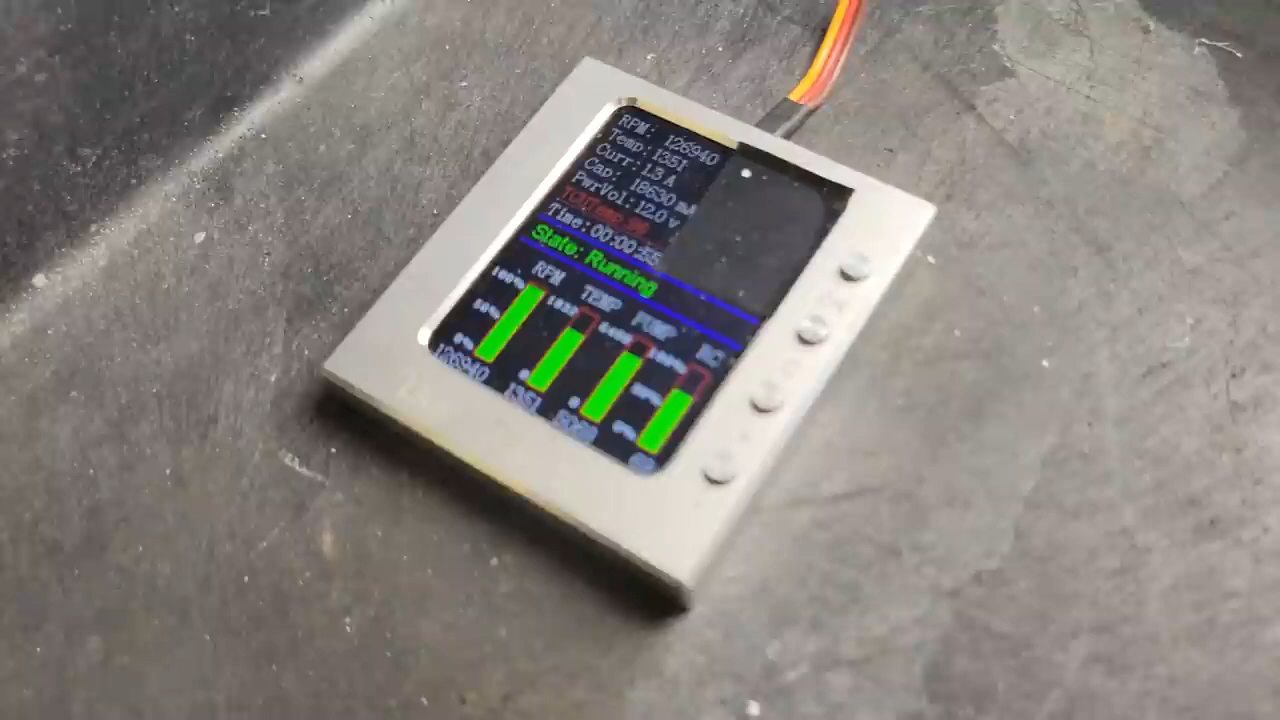 RPM: 126940
Temp: 1351
Curr: 1.3 A
Cap: 18630 mA
PwrVol: 12.0 v
Time: 00:00:55
State: Running
RPM TEMP PUMP
100%
50%
0%
126940 1351